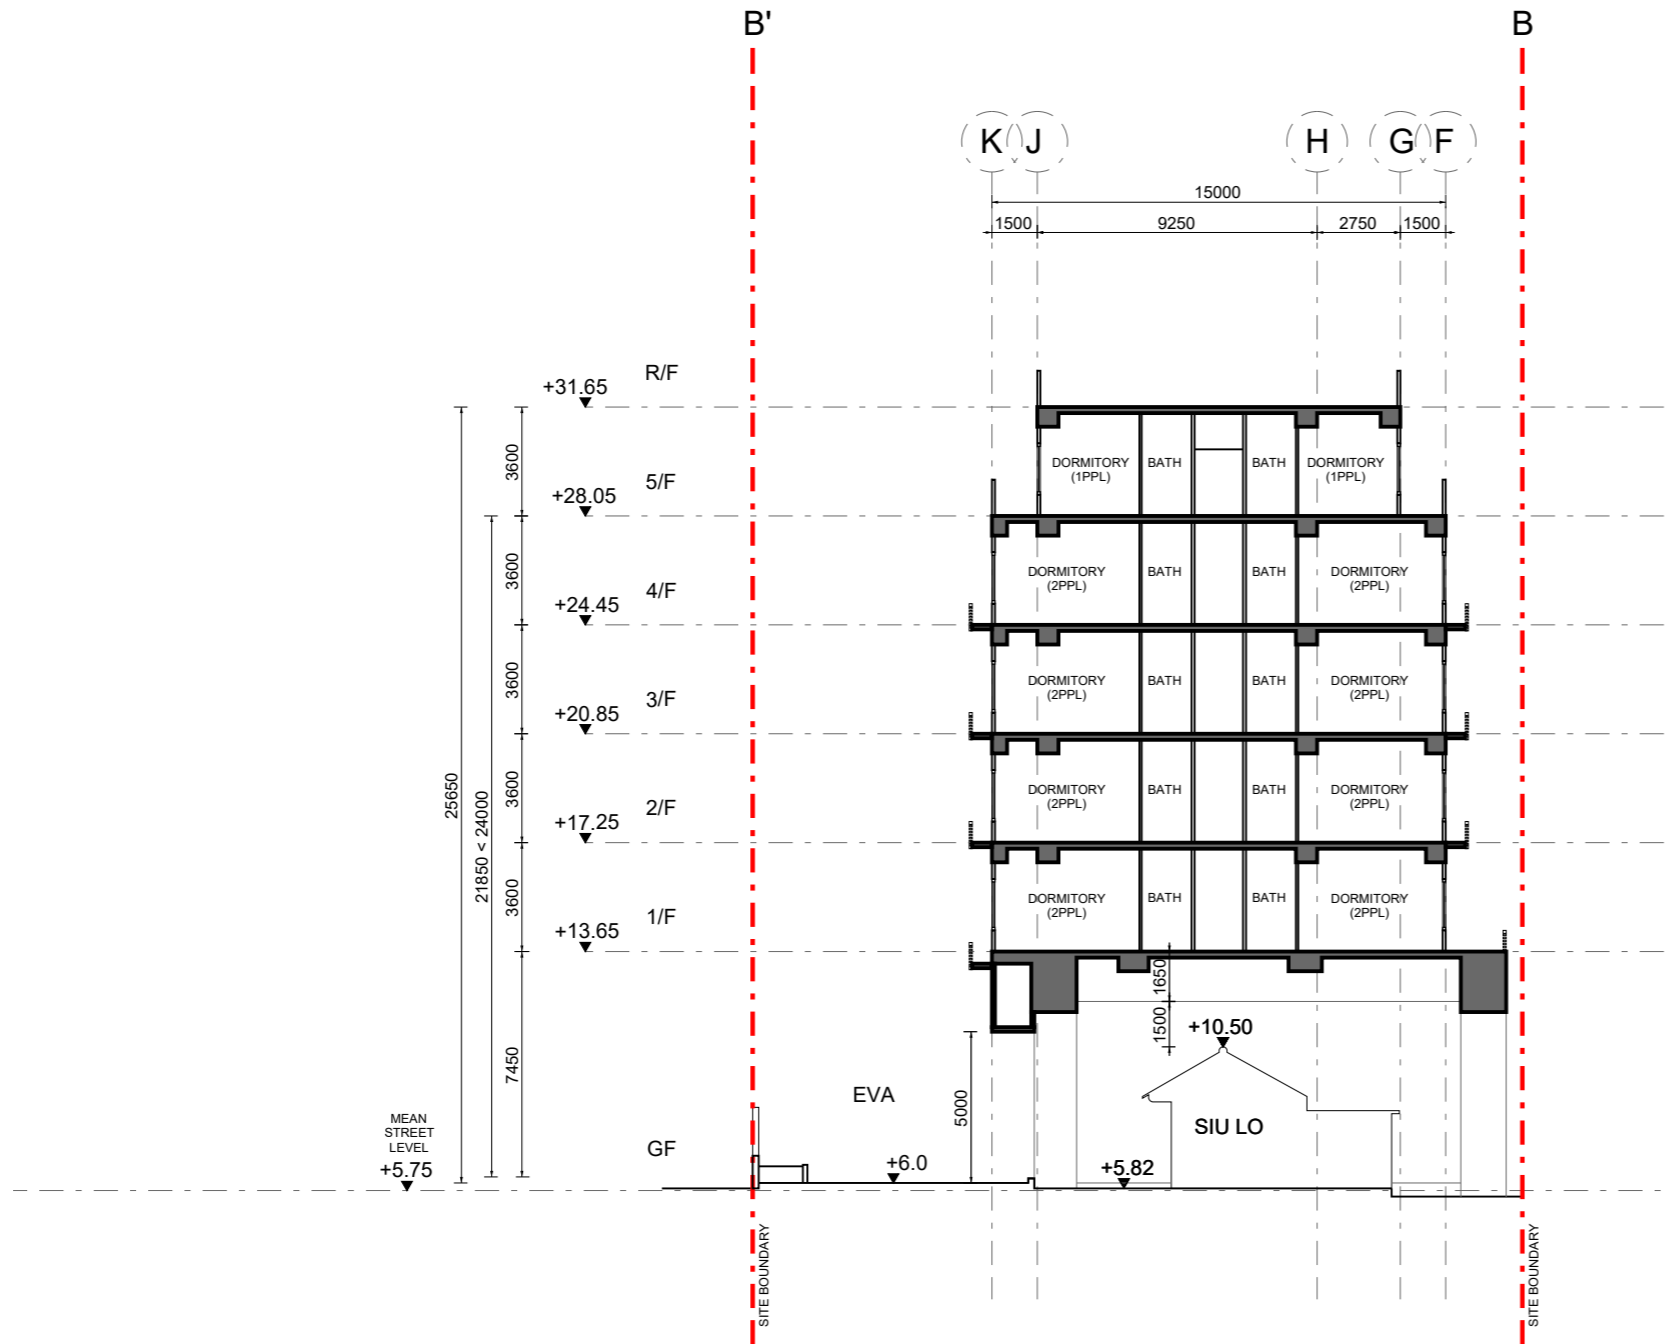 B'
B
K
J
H
G
F
15000
1500
9250
2750
1500
R/F
+31.65
5/F
+28.05
4/F
+24.45
3/F
+20.85
2/F
+17.25
1/F
+13.65
GF
25650
21850 < 24000
3600
3600
3600
3600
3600
7450
DORMITORY
(1PPL)
BATH
BATH
DORMITORY
(1PPL)
DORMITORY
(2PPL)
BATH
BATH
DORMITORY
(2PPL)
DORMITORY
(2PPL)
BATH
BATH
DORMITORY
(2PPL)
DORMITORY
(2PPL)
BATH
BATH
DORMITORY
(2PPL)
DORMITORY
(2PPL)
BATH
BATH
DORMITORY
(2PPL)
1650
1500
+10.50
5000
EVA
SIU LO
MEAN
STREET
LEVEL
+5.75
+6.0
+5.82
SITE BOUNDARY
SITE BOUNDARY